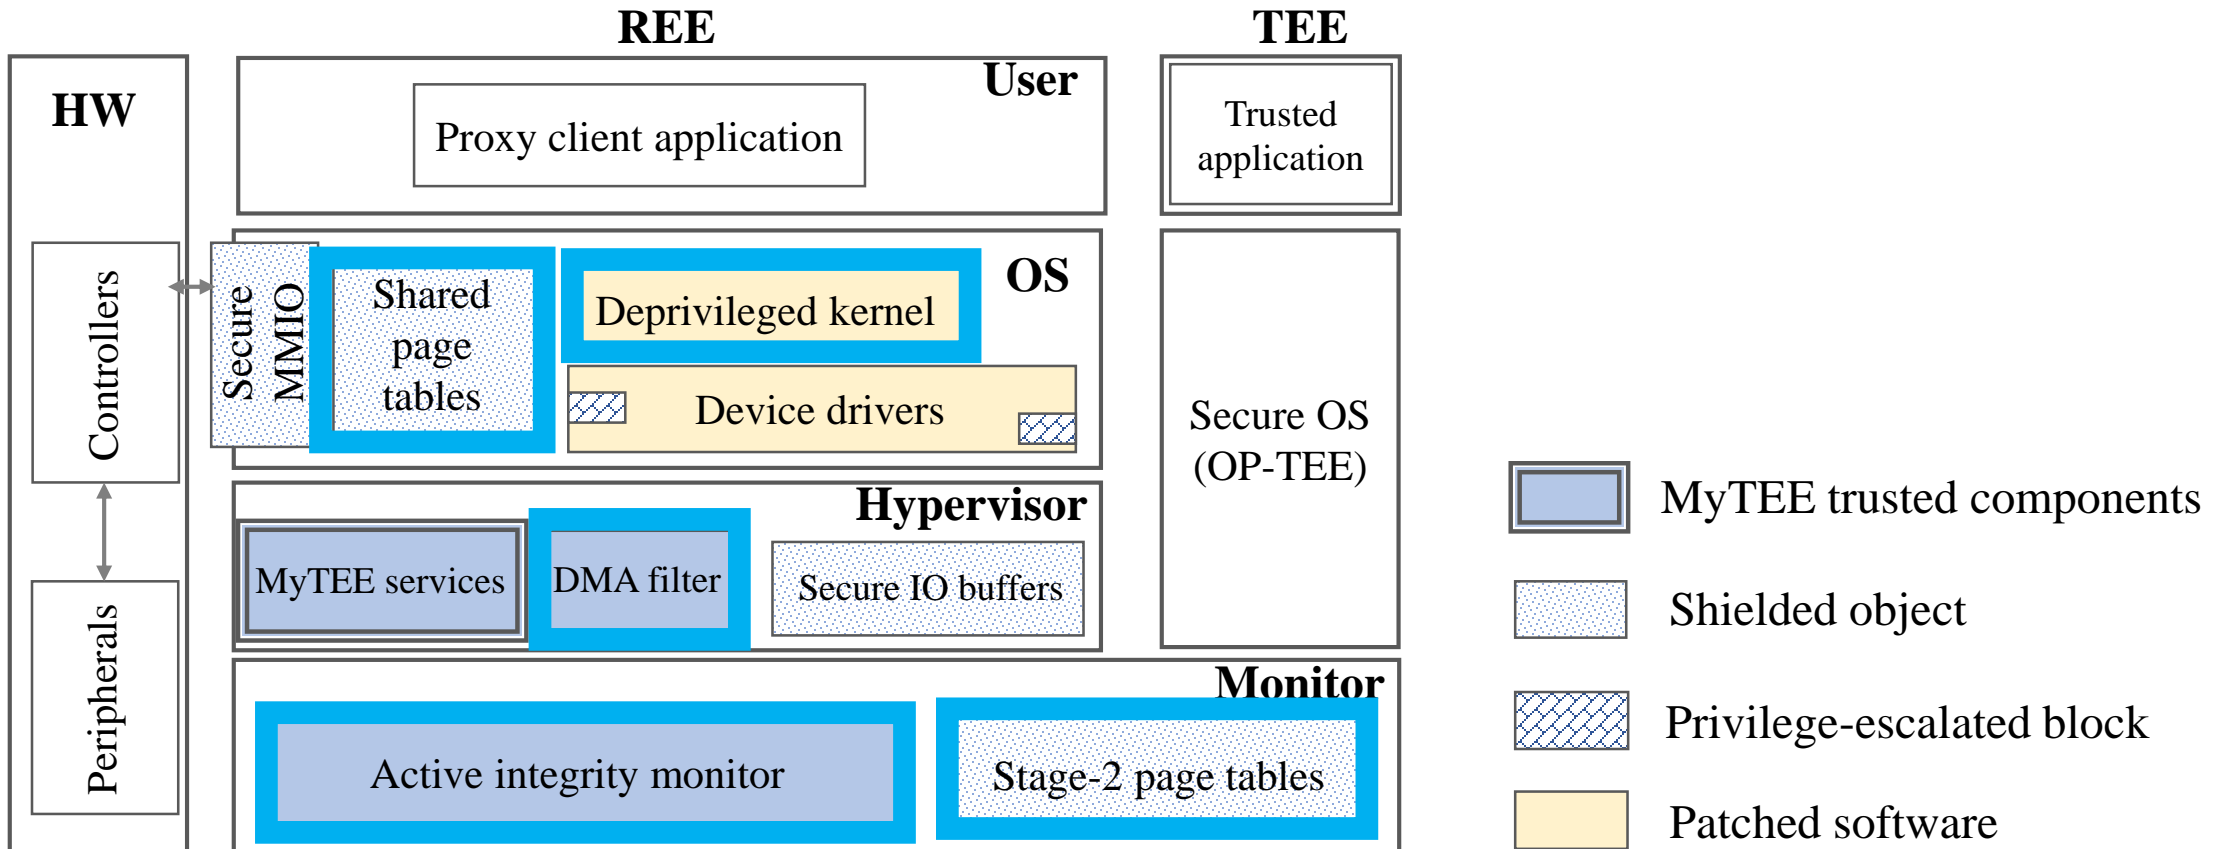 REE
TEE
HW
User
Proxy client application
Trusted
application
Controllers
Secure
MMIO
Shared
page
tables
Deprivileged kernel
OS
Device drivers
Secure OS
(OP-TEE)
Hypervisor
MyTEE services
DMA filter
Secure IO buffers
Peripherals
Monitor
Active integrity monitor
Stage-2 page tables
MyTEE trusted components
Shielded object
Privilege-escalated block
Patched software